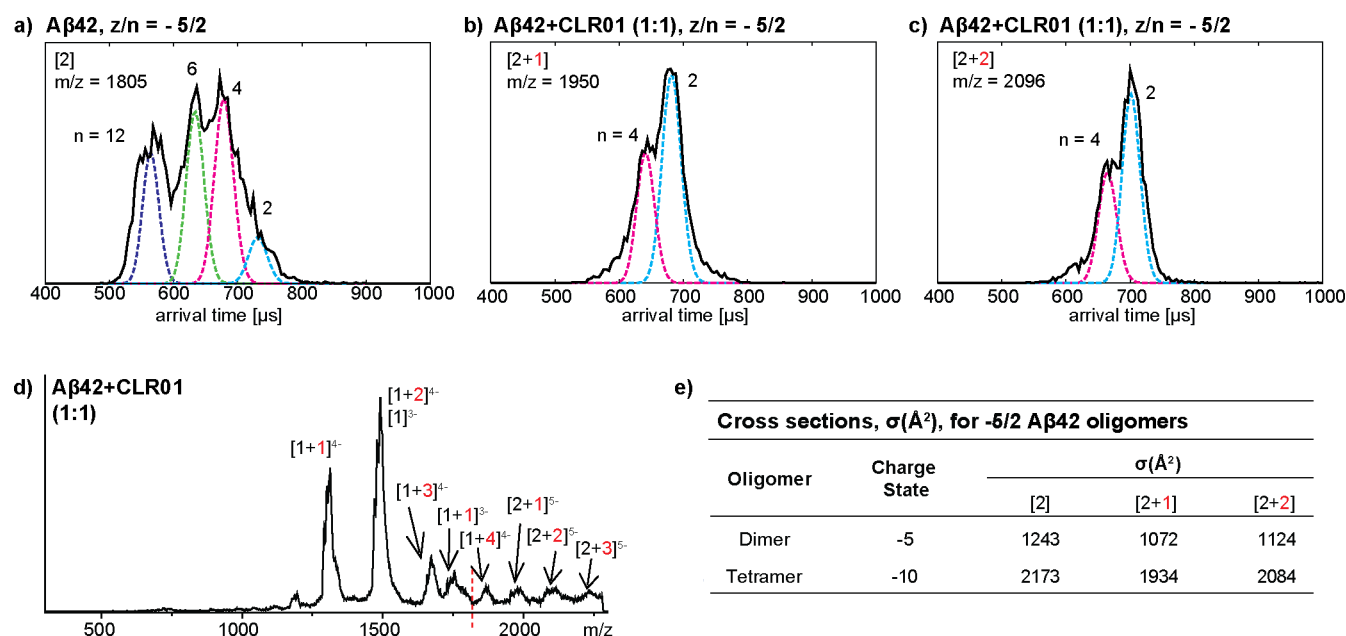 a) Aβ42, z/n = - 5/2
[2]
m/z = 1805
n = 12
6
4
2
400 500 600 700 800 900 1000
arrival time [µs]
b) Aβ42+CLR01 (1:1), z/n = - 5/2
[2+1]
m/z = 1950
n = 4
2
400 500 600 700 800 900 1000
arrival time [µs]
c) Aβ42+CLR01 (1:1), z/n = - 5/2
[2+2]
m/z = 2096
n = 4
2
400 500 600 700 800 900 1000
arrival time [µs]
d) Aβ42+CLR01
(1:1)
[1+1]4-
[1+2]4-
[1]3-
[1+3]4-
[1+1]3-
[1+4]4-
[2+1]5-
[2+2]5-
[2+3]5-
500 1000 1500 2000 m/z
e)
Cross sections, σ(Å²), for -5/2 Aβ42 oligomers
Oligomer Charge State σ(Å²)
[2] [2+1] [2+2]
Dimer -5 1243 1072 1124
Tetramer -10 2173 1934 2084